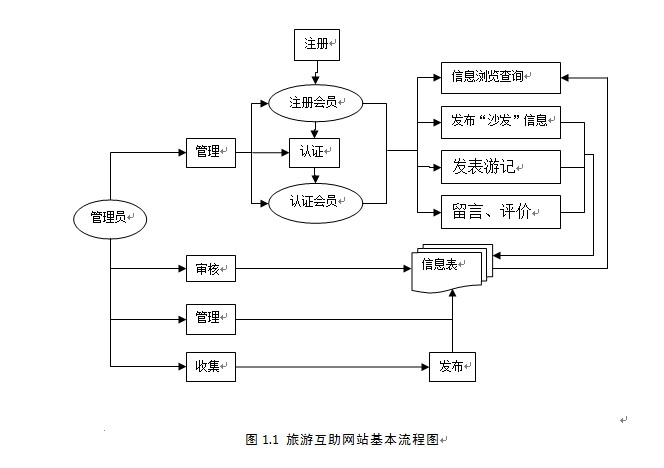 注册
信息浏览查询
注册会员
发布“沙发”信息
管理
认证
发表游记
认证会员
留言、评价
管理员
审核
信息表
管理
收集
发布
图 1.1 旅游互助网站基本流程图